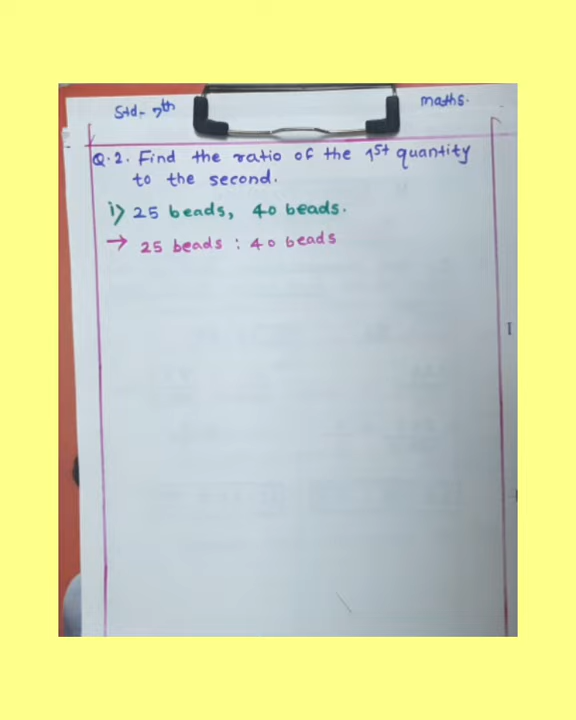 Std- 7th
maths.
Q.2. Find the ratio of the 1st quantity
to the second.
i) 25 beads, 40 beads.
→ 25 beads : 40 beads